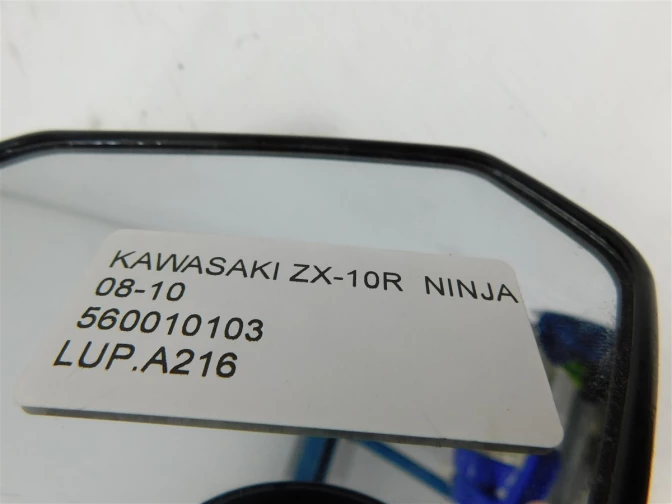 KAWASAKI ZX-10R NINJA
08-10
560010103
LUP.A216